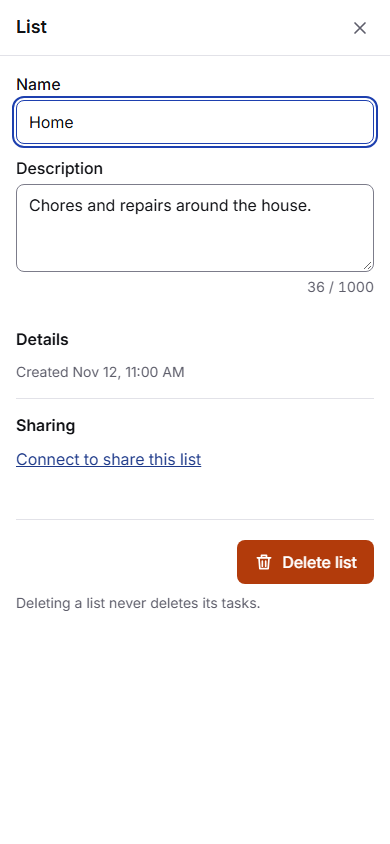 List
Name
Home
Description
Chores and repairs around the house.
36 / 1000
Details
Created Nov 12, 11:00 AM
Sharing
Connect to share this list
Delete list
Deleting a list never deletes its tasks.